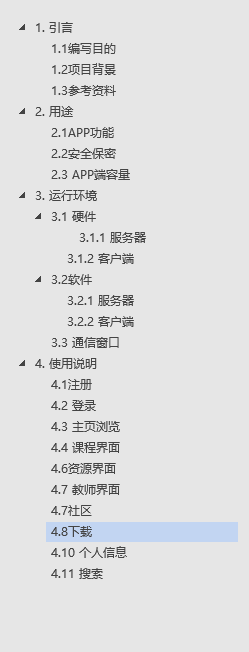 1. 引言
1.1编写目的
1.2项目背景
1.3参考资料
2. 用途
2.1APP功能
2.2安全保密
2.3 APP端容量
3. 运行环境
3.1 硬件
3.1.1 服务器
3.1.2 客户端
3.2软件
3.2.1 服务器
3.2.2 客户端
3.3 通信窗口
4. 使用说明
4.1注册
4.2 登录
4.3 主页浏览
4.4 课程界面
4.6资源界面
4.7 教师界面
4.7社区
4.8下载
4.10 个人信息
4.11 搜索